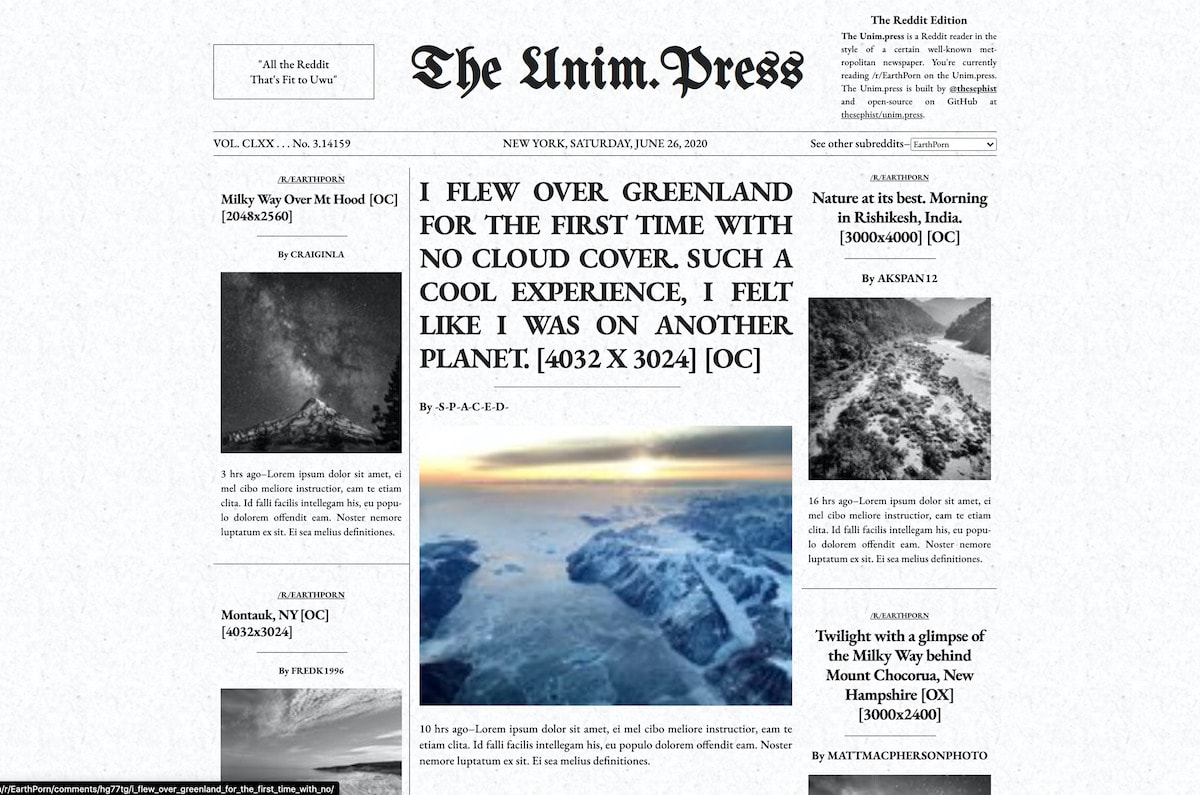 "All the Reddit
That's Fit to Uwu"
The Unim.Press
The Reddit Edition
The Unim.press is a Reddit reader in the
style of a certain well-known met-
ropolitan newspaper. You're currently
reading /r/EarthPorn on the Unim.press.
The Unim.press is built by @thesephist
and open-source on GitHub at
thesephist/unim.press.
VOL. CLXX . . . No. 3.14159
NEW YORK, SATURDAY, JUNE 26, 2020
See other subreddits–
EarthPorn
/R/EARTHPORN
Milky Way Over Mt Hood [OC]
[2048x2560]
By CRAIGINLA
3 hrs ago–Lorem ipsum dolor sit amet, ei
mel cibo meliore instructior, eam te etiam
clita. Id falli facilis intellegam his, eu popu-
lo dolorem offendit eam. Noster nemore
luptatum ex sit. Ei sea melius definitiones.
/R/EARTHPORN
Montauk, NY [OC]
[4032x3024]
By FREDK1996
I FLEW OVER GREENLAND
FOR THE FIRST TIME WITH
NO CLOUD COVER. SUCH A
COOL EXPERIENCE, I FELT
LIKE I WAS ON ANOTHER
PLANET. [4032 X 3024] [OC]
By -S-P-A-C-E-D-
10 hrs ago–Lorem ipsum dolor sit amet, ei mel cibo meliore instructior, eam te
etiam clita. Id falli facilis intellegam his, eu populo dolorem offendit eam. Noster
nemore luptatum ex sit. Ei sea melius definitiones.
/R/EARTHPORN
Nature at its best. Morning
in Rishikesh, India.
[3000x4000] [OC]
By AKSPAN12
16 hrs ago–Lorem ipsum dolor sit amet, ei
mel cibo meliore instructior, eam te etiam
clita. Id falli facilis intellegam his, eu popu-
lo dolorem offendit eam. Noster nemore
luptatum ex sit. Ei sea melius definitiones.
/R/EARTHPORN
Twilight with a glimpse of
the Milky Way behind
Mount Chocorua, New
Hampshire [OX]
[3000x2400]
By MATTMACPHERSONPHOTO
/r/EarthPorn/comments/hg77tg/i_flew_over_greenland_for_the_first_time_with_no/